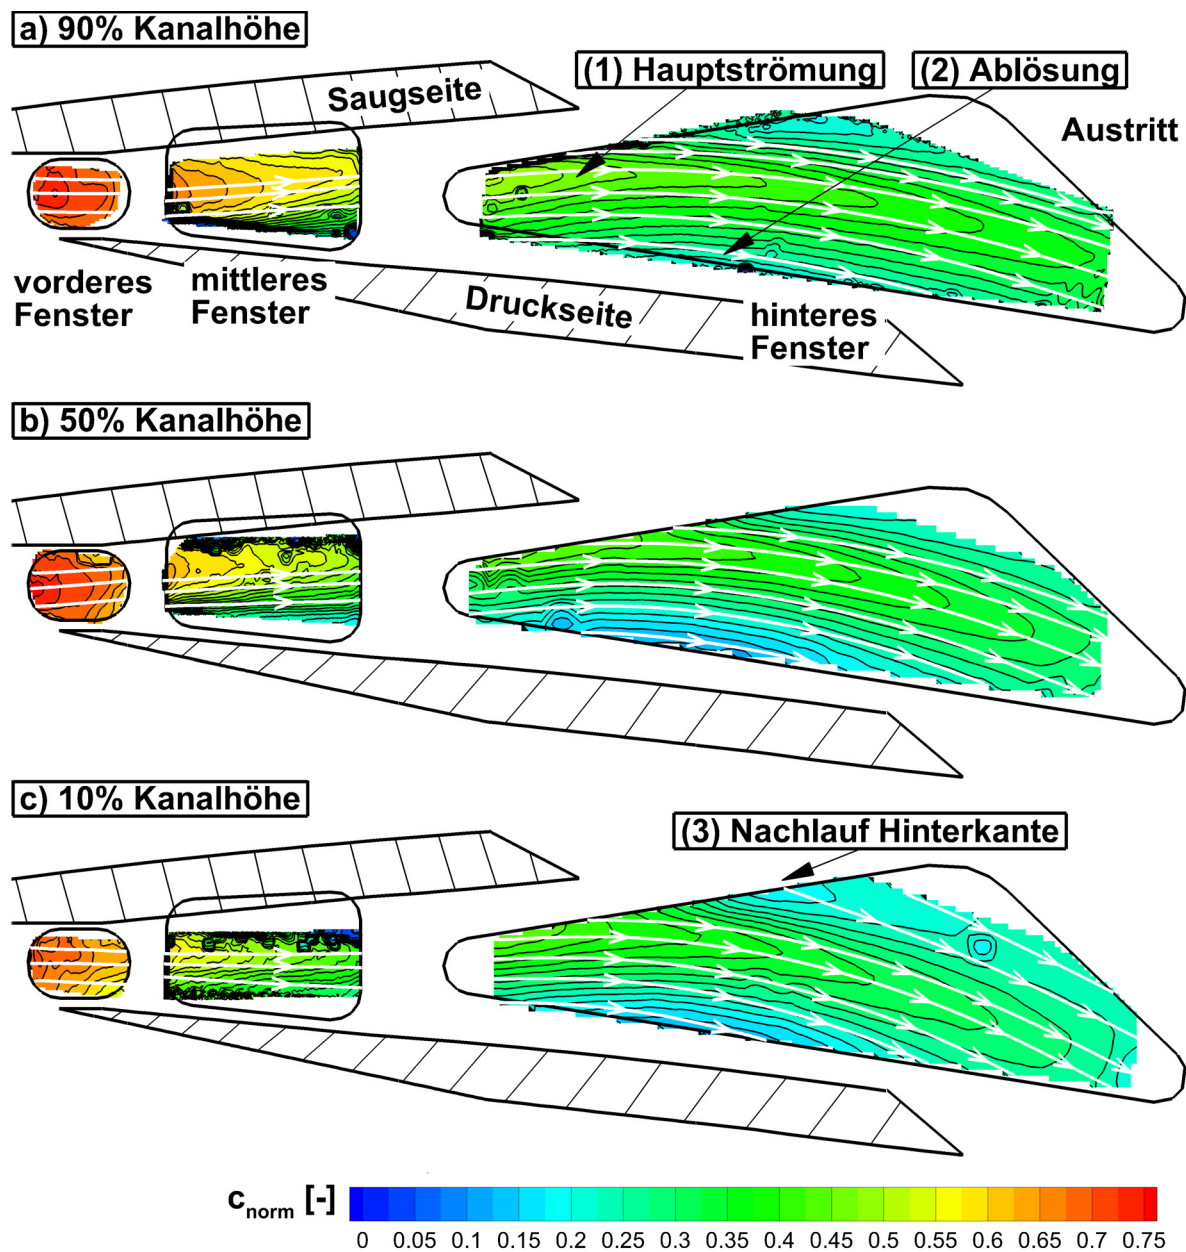 a) 90% Kanalhöhe
(1) Hauptströmung
(2) Ablösung
Saugseite
Austritt
vorderes
Fenster
mittleres
Fenster
Druckseite
hinteres
Fenster
b) 50% Kanalhöhe
c) 10% Kanalhöhe
(3) Nachlauf Hinterkante
c_norm [-]
0 0.05 0.1 0.15 0.2 0.25 0.3 0.35 0.4 0.45 0.5 0.55 0.6 0.65 0.7 0.75